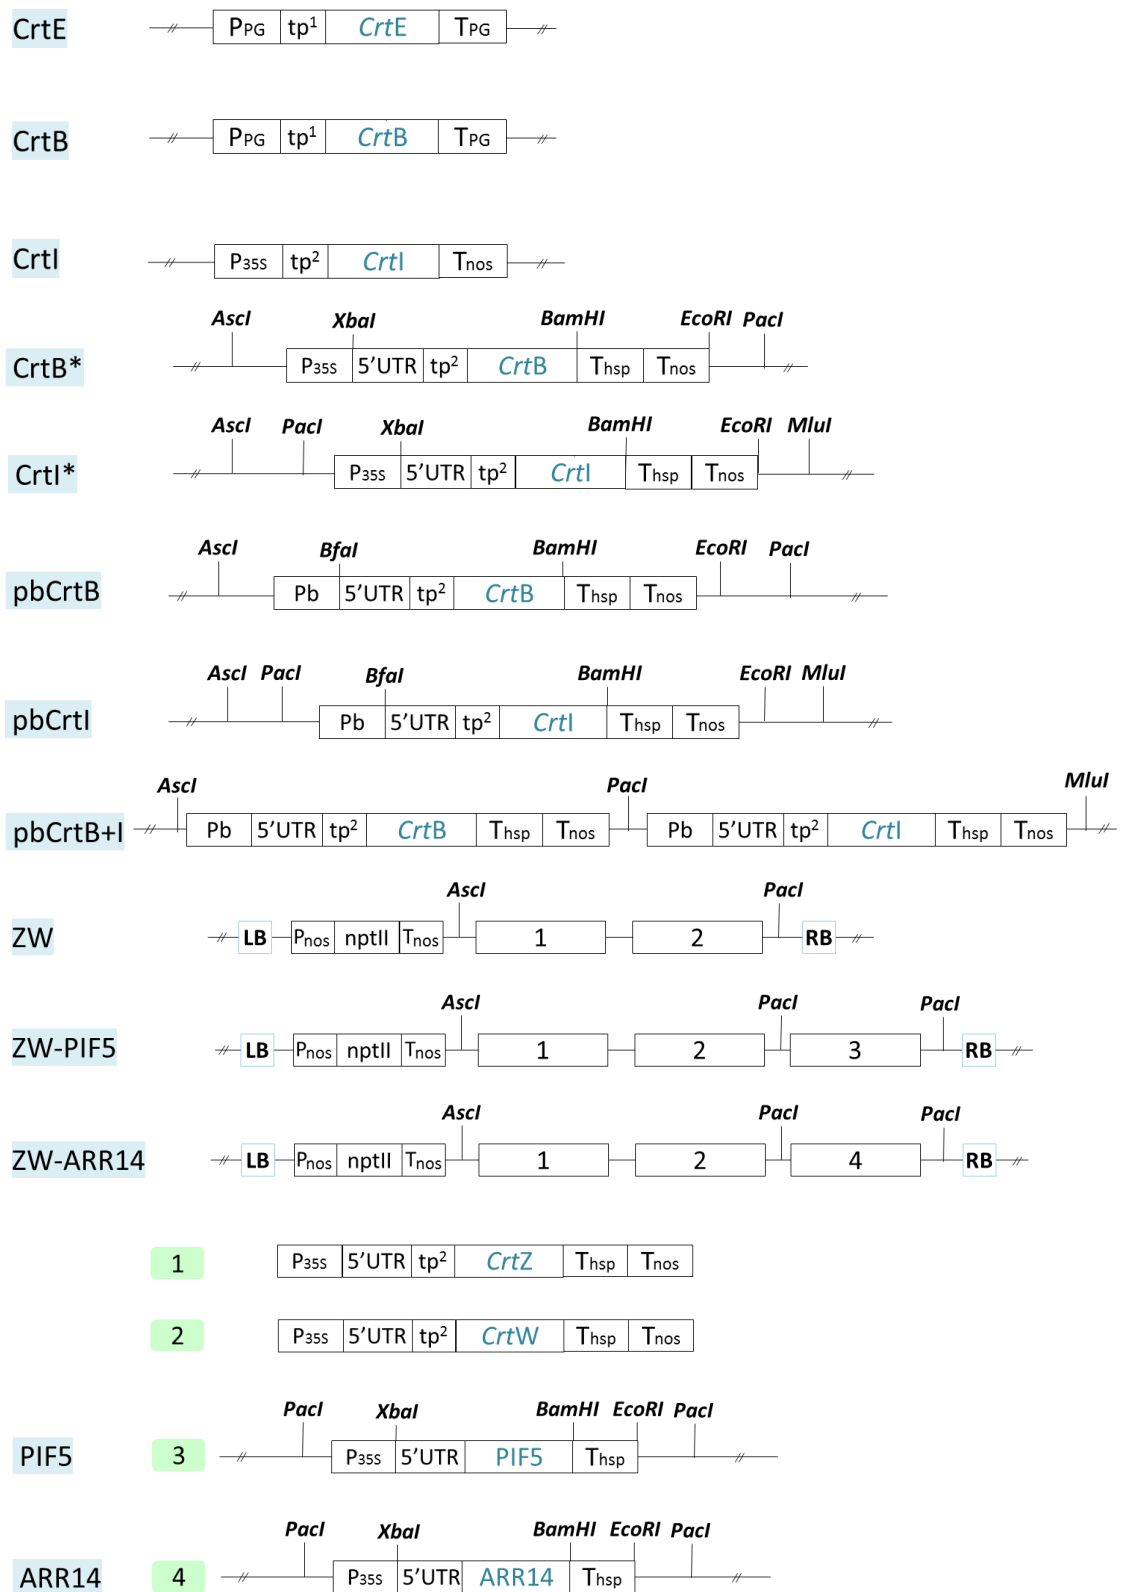 CrtE PPG tp¹ CrtE TPG
CrtB PPG tp¹ CrtB TPG
CrtI P35S tp² CrtI Tnos
AscI XbaI BamHI EcoRI PacI
CrtB* P35S 5’UTR tp² CrtB Thsp Tnos
AscI PacI XbaI BamHI EcoRI MluI
CrtI* P35S 5’UTR tp² CrtI Thsp Tnos
AscI BfaI BamHI EcoRI PacI
pbCrtB Pb 5’UTR tp² CrtB Thsp Tnos
AscI PacI BfaI BamHI EcoRI MluI
pbCrtI Pb 5’UTR tp² CrtI Thsp Tnos
AscI PacI MluI
pbCrtB+I Pb 5’UTR tp² CrtB Thsp Tnos Pb 5’UTR tp² CrtI Thsp Tnos
AscI PacI
ZW LB Pnos nptII Tnos 1 2 RB
AscI PacI PacI
ZW-PIF5 LB Pnos nptII Tnos 1 2 3 RB
AscI PacI PacI
ZW-ARR14 LB Pnos nptII Tnos 1 2 4 RB
1 P35S 5’UTR tp² CrtZ Thsp Tnos
2 P35S 5’UTR tp² CrtW Thsp Tnos
PacI XbaI BamHI EcoRI PacI
PIF5 3 P35S 5’UTR PIF5 Thsp
PacI XbaI BamHI EcoRI PacI
ARR14 4 P35S 5’UTR ARR14 Thsp